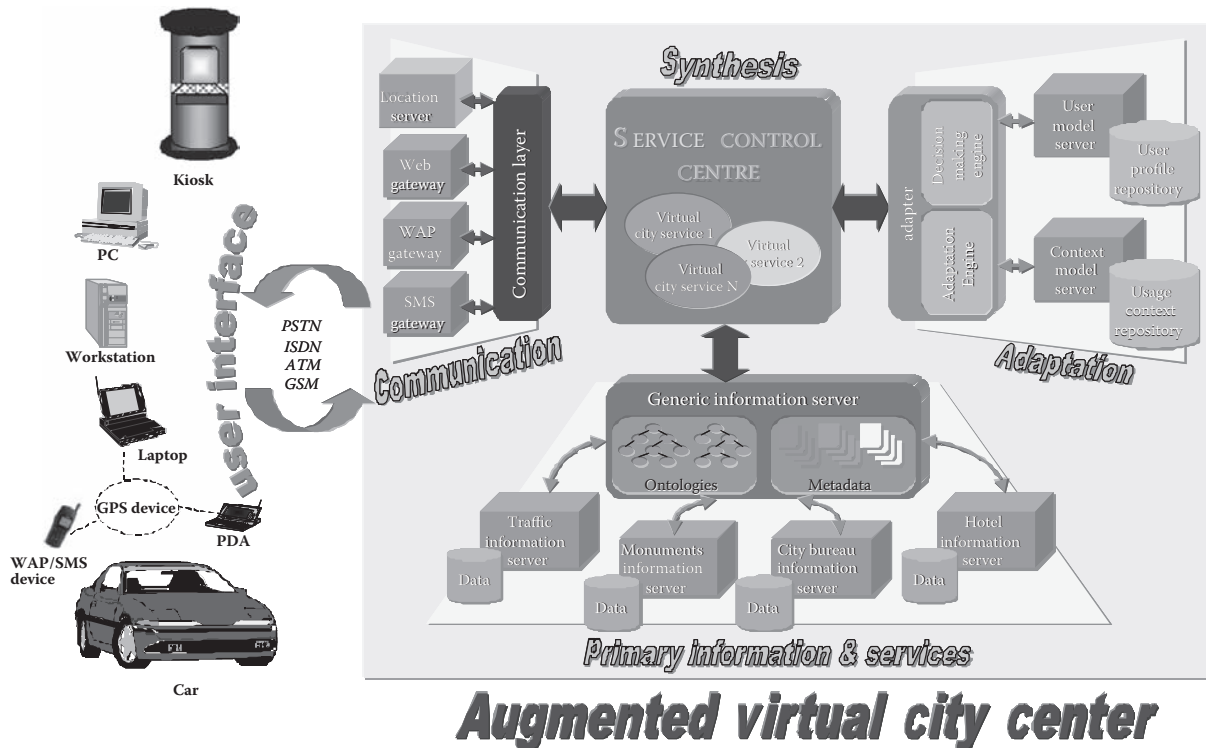 Kiosk
PC
Workstation
Laptop
GPS device
PDA
WAP/SMS
device
Car
user interface
PSTN
ISDN
ATM
GSM
Synthesis
Location
server
Web
gateway
WAP
gateway
SMS
gateway
Communication layer
Communication
SERVICE CONTROL
CENTRE
Virtual
city service 1
Virtual
service 2
Virtual
city service N
adapter
Decision
making
engine
Adaptation
Engine
User
model
server
User
profile
repository
Context
model
server
Usage
context
repository
Adaptation
Generic information server
Ontologies
Metadata
Traffic
information
server
Data
Monuments
information
server
Data
City bureau
information
server
Data
Hotel
information
server
Data
Primary information & services
Augmented virtual city center